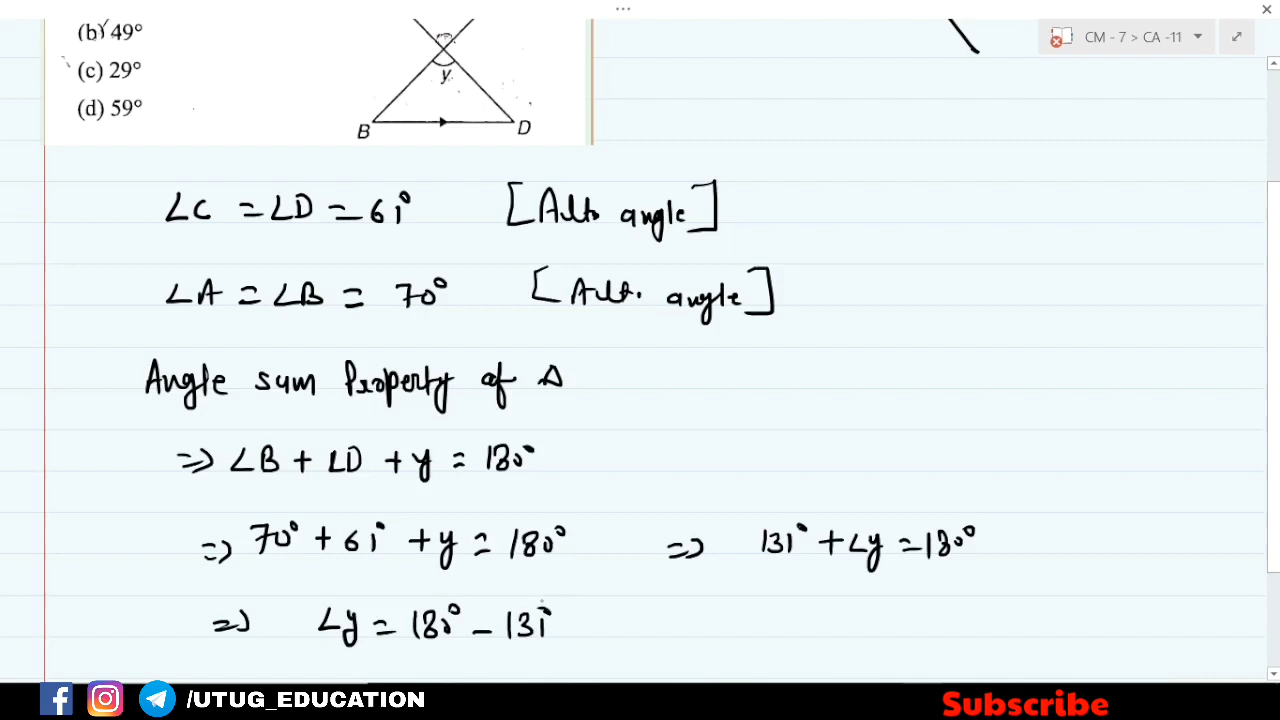 CM - 7 > CA -11
(b) 49°
(c) 29°
(d) 59°
y
B
D
∠C = ∠D = 61° [Alt. angle]
∠A = ∠B = 70° [Alt. angle]
Angle sum Property of Δ
=> ∠B + ∠D + y = 180°
=> 70° + 61° + y = 180° => 131° + ∠y = 180°
=> ∠y = 180° - 131°
/UTUG_EDUCATION
Subscribe